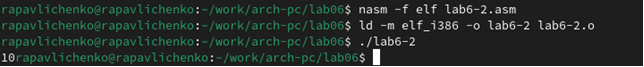 rapavlichenko@rapavlichenko:~/work/arch-pc/lab06$ nasm -f elf lab6-2.asm
rapavlichenko@rapavlichenko:~/work/arch-pc/lab06$ ld -m elf_i386 -o lab6-2 lab6-2.o
rapavlichenko@rapavlichenko:~/work/arch-pc/lab06$ ./lab6-2
10rapavlichenko@rapavlichenko:~/work/arch-pc/lab06$